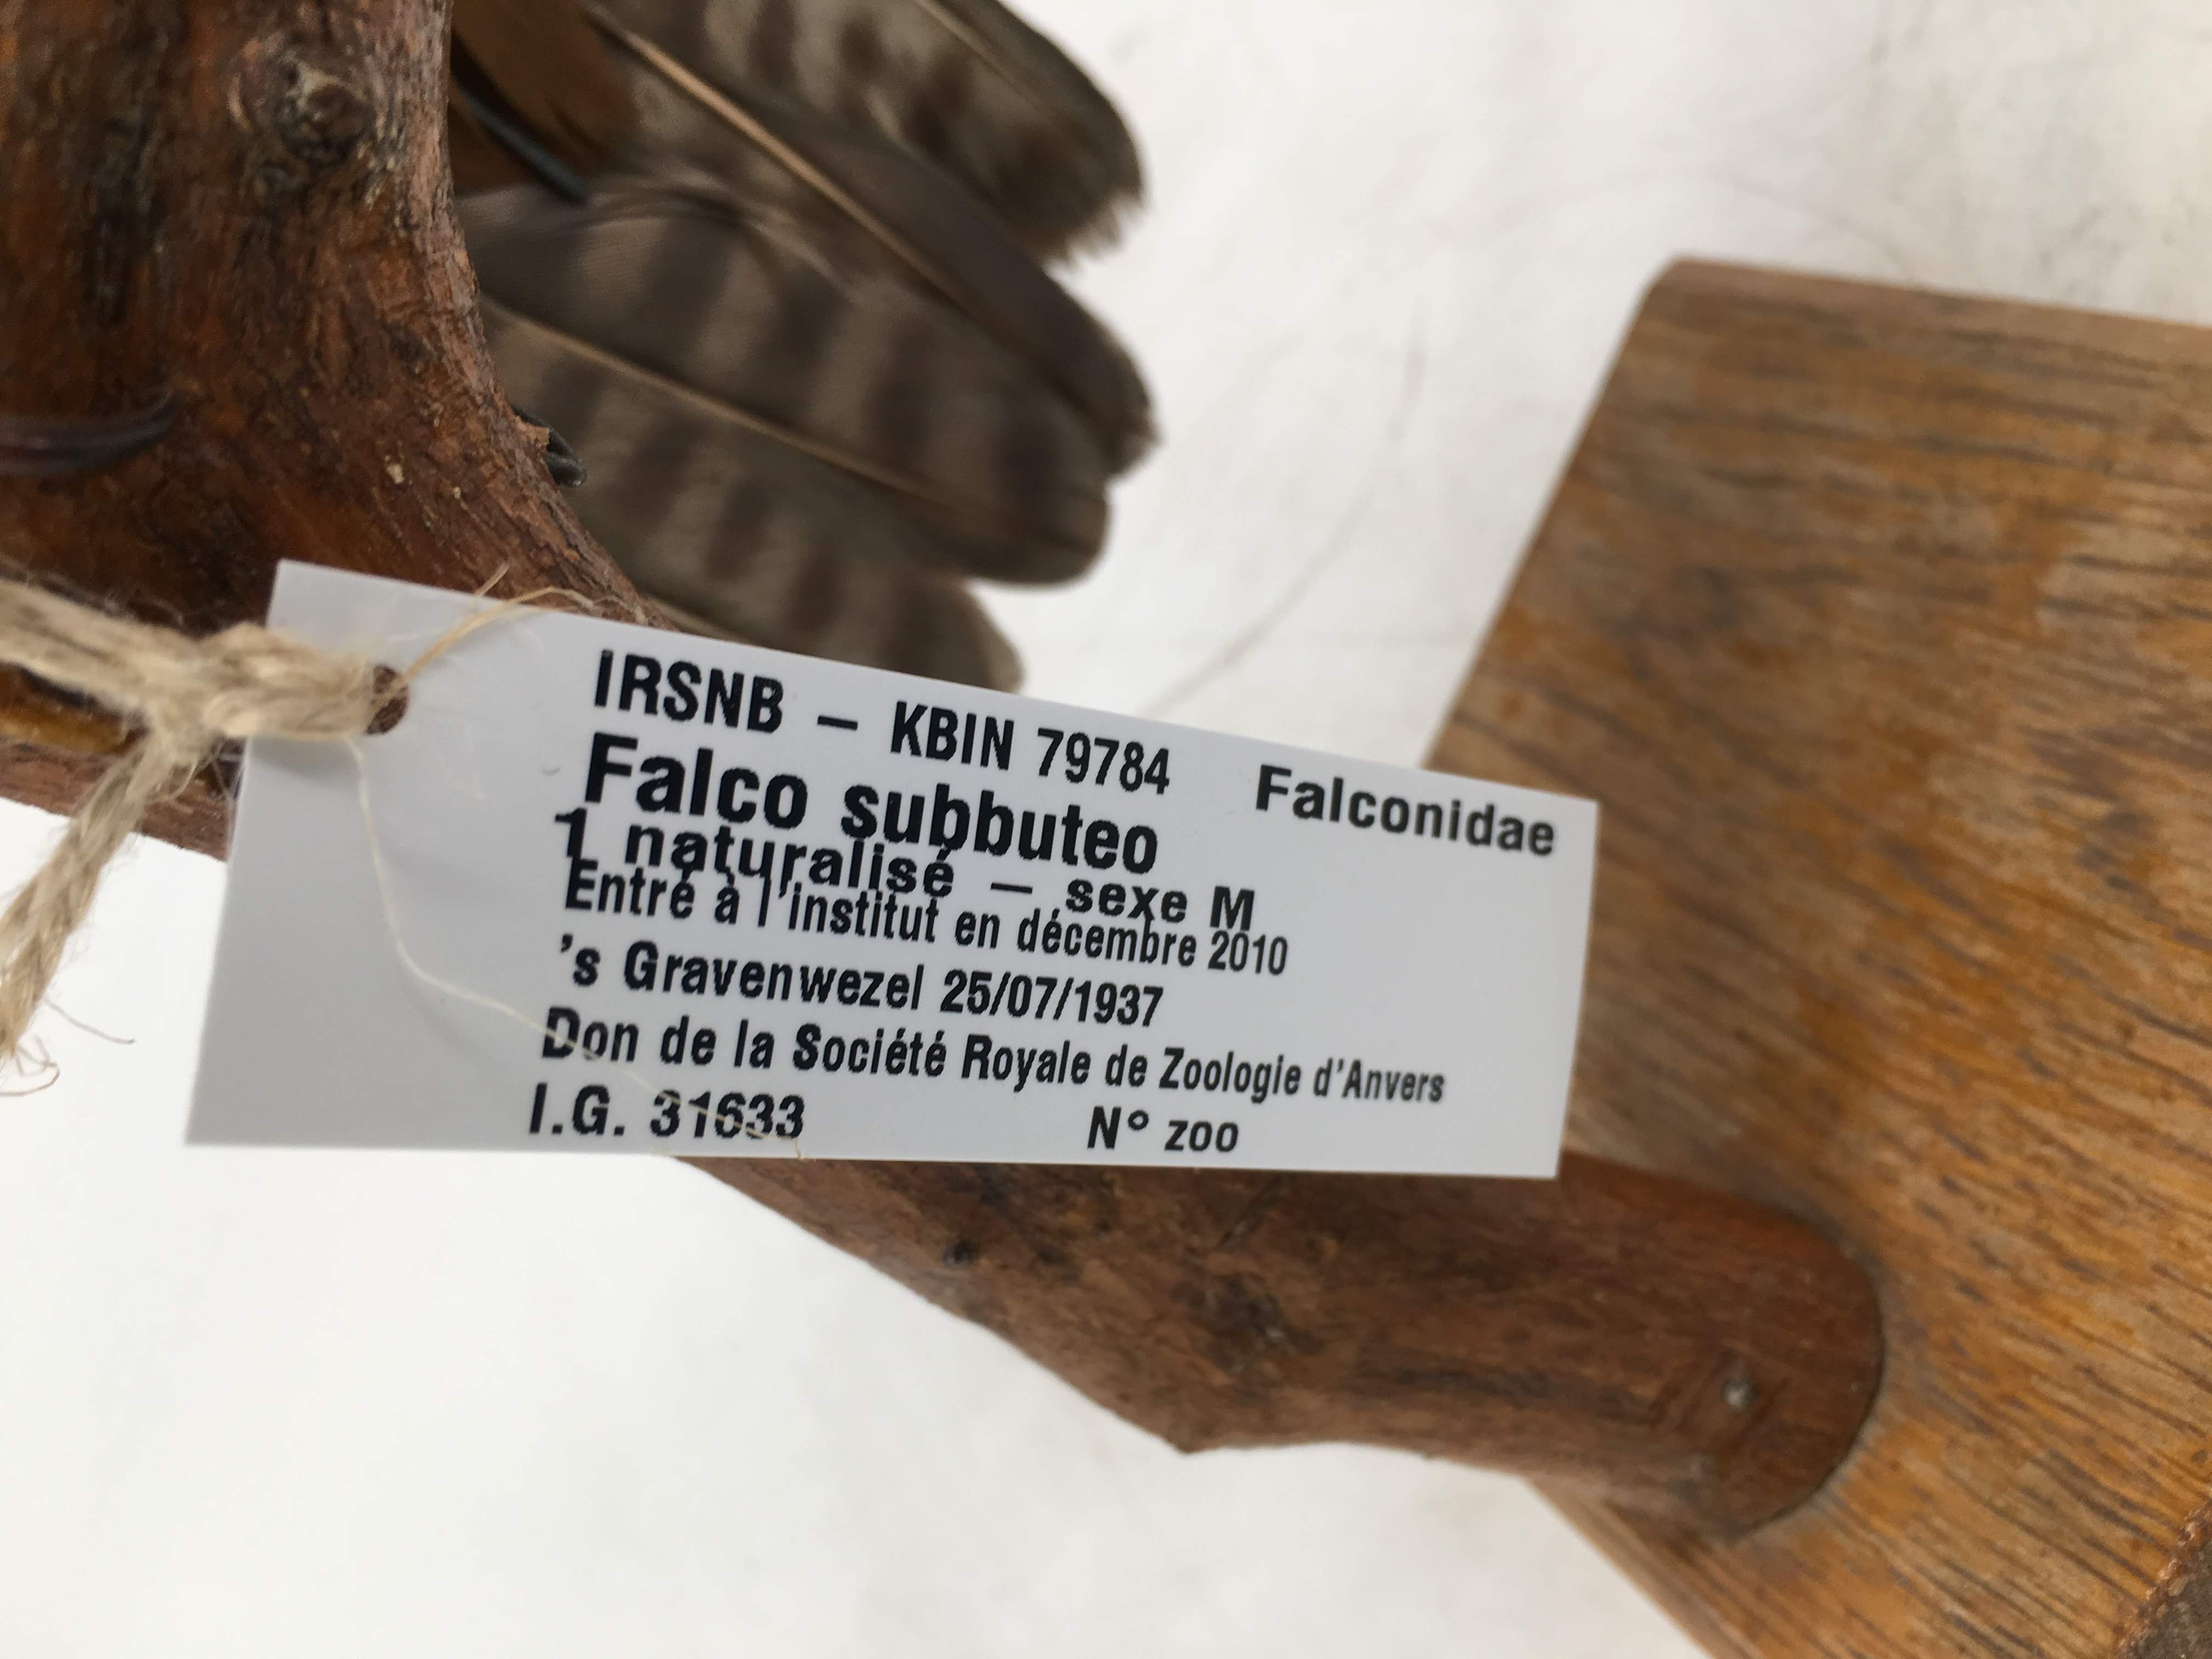 IRSNB – KBIN 79784 Falconidae
Falco subbuteo
1 naturalisé – sexe M
Entré à l'institut en décembre 2010
's Gravenwezel 25/07/1937
Don de la Société Royale de Zoologie d'Anvers
I.G. 31633 N° zoo